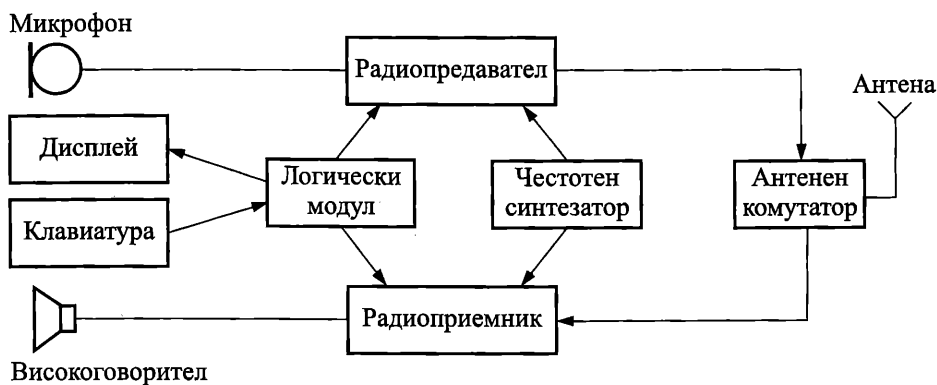 Микрофон
Радиопредавател
Антена
Дисплей
Логически
модул
Честотен
синтезатор
Антенен
комутатор
Клавиатура
Радиоприемник
Високоговорител